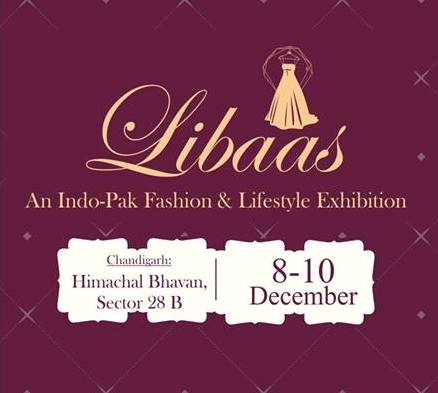 Libaas
An Indo-Pak Fashion & Lifestyle Exhibition
Chandigarh:
Himachal Bhavan,
Sector 28 B
8-10
December